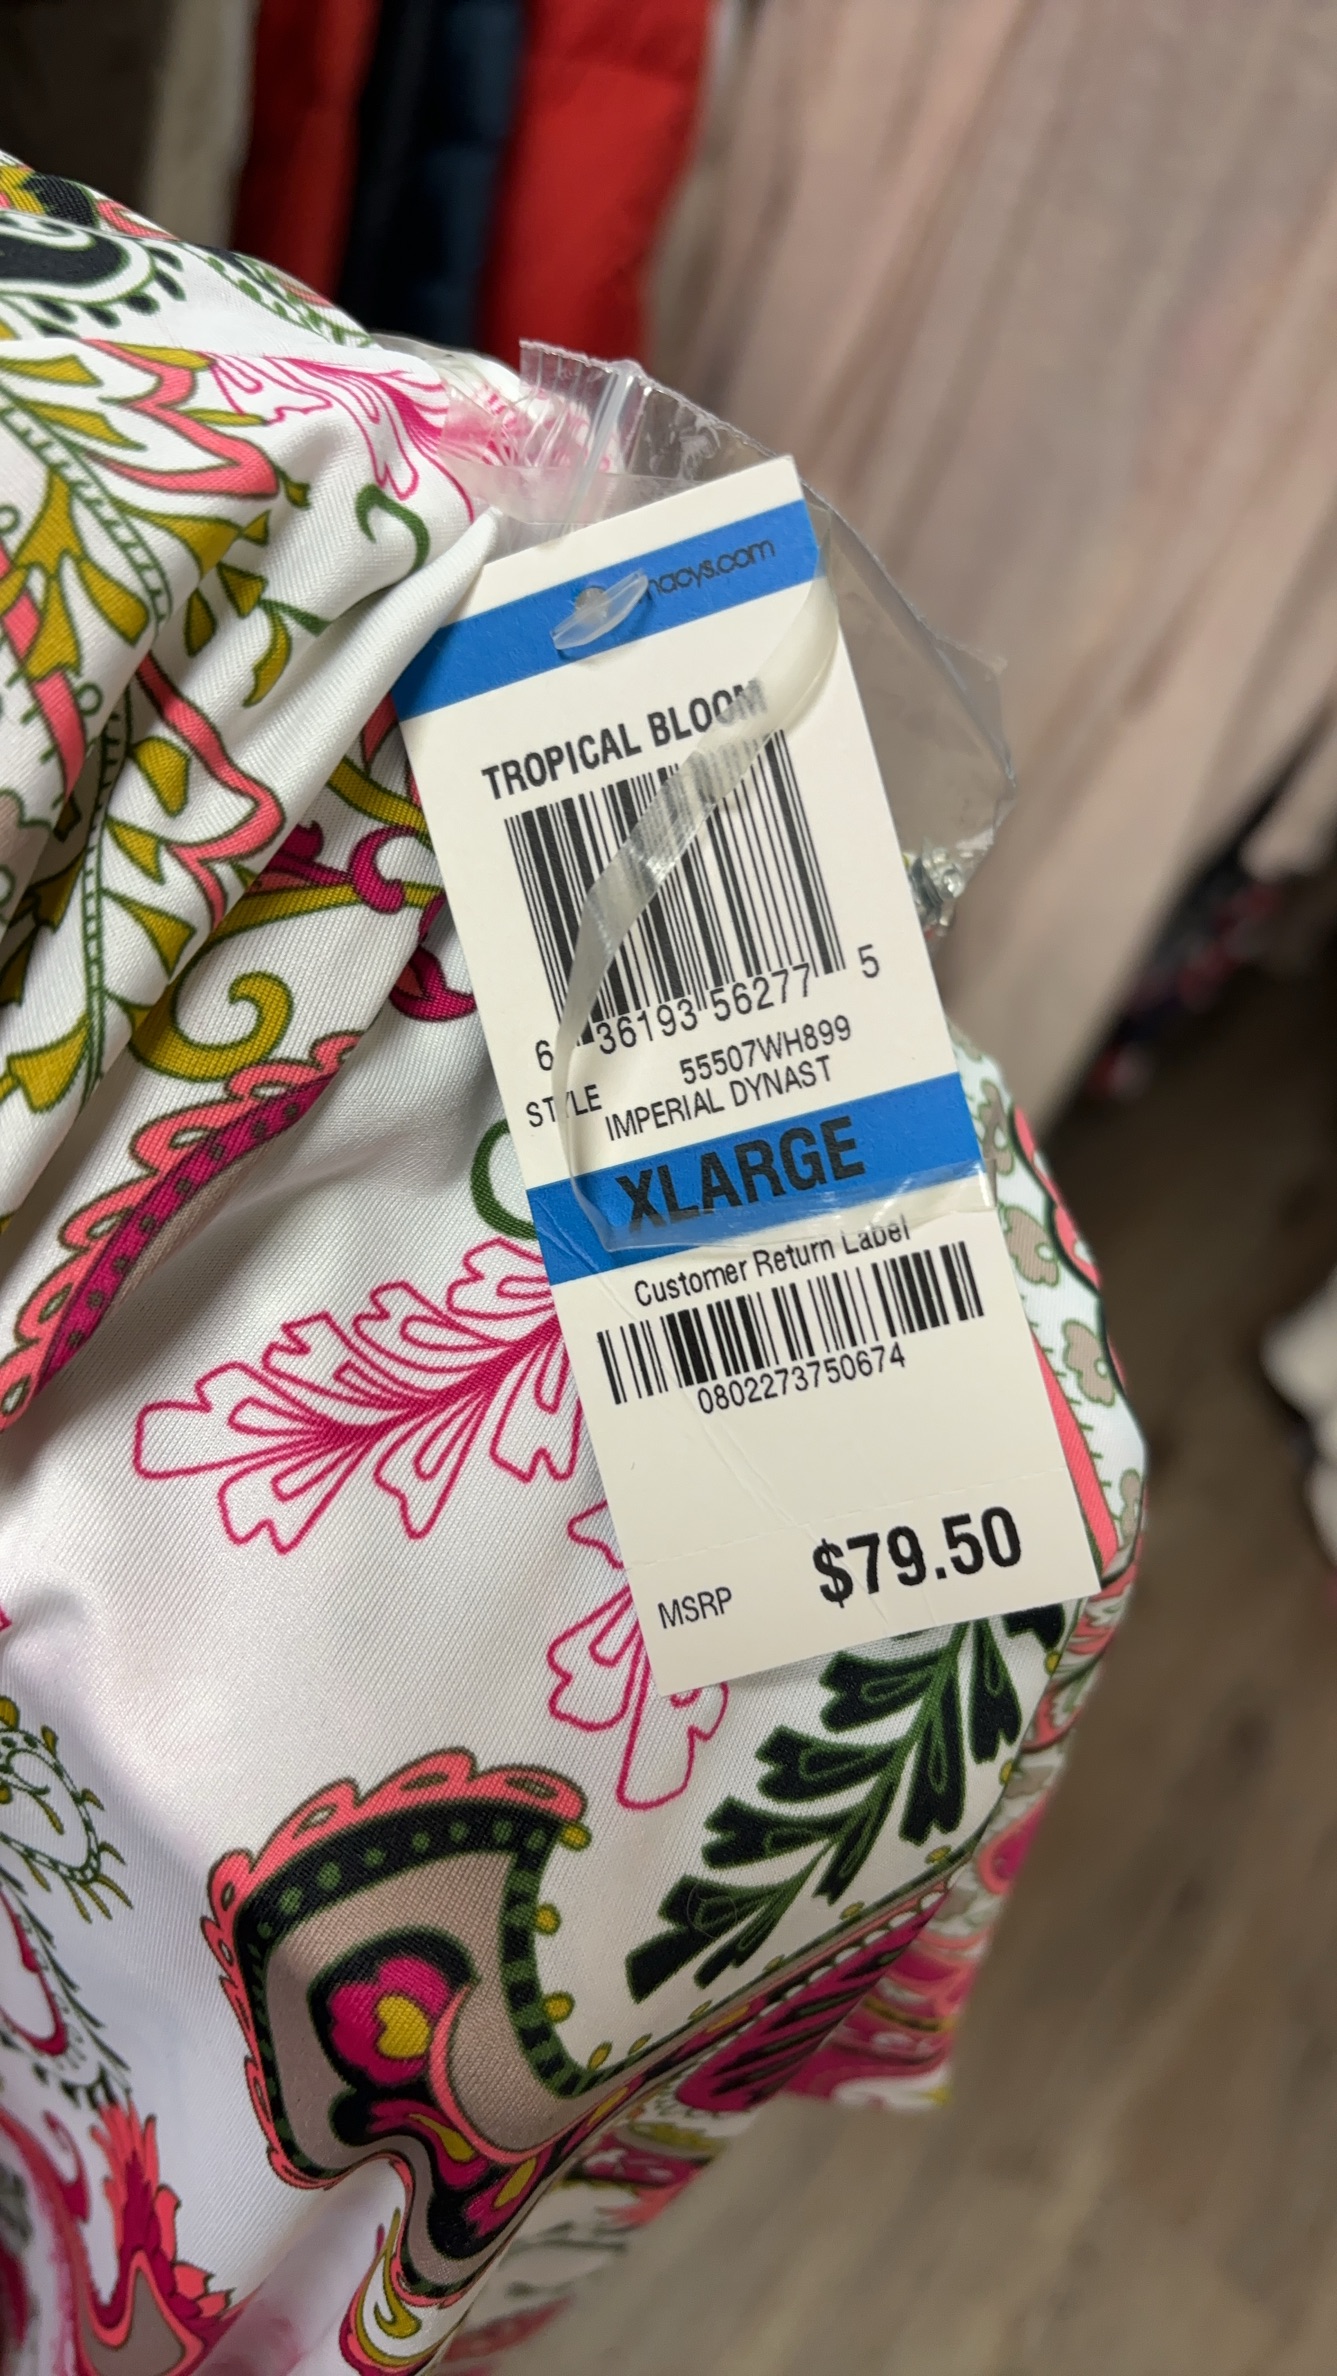 macys.com
TROPICAL BLOOM
6 36193 56277 5
STYLE 55507WH899
IMPERIAL DYNAST
XLARGE
Customer Return Label
0802273750674
MSRP $79.50